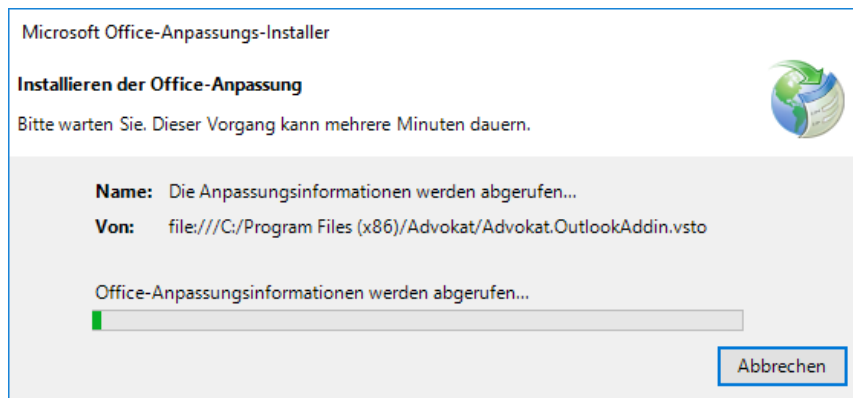 Microsoft Office-Anpassungs-Installer
Installieren der Office-Anpassung
Bitte warten Sie. Dieser Vorgang kann mehrere Minuten dauern.
Name: Die Anpassungsinformationen werden abgerufen...
Von: file:///C:/Program Files (x86)/Advokat/Advokat.OutlookAddin.vsto
Office-Anpassungsinformationen werden abgerufen...
Abbrechen